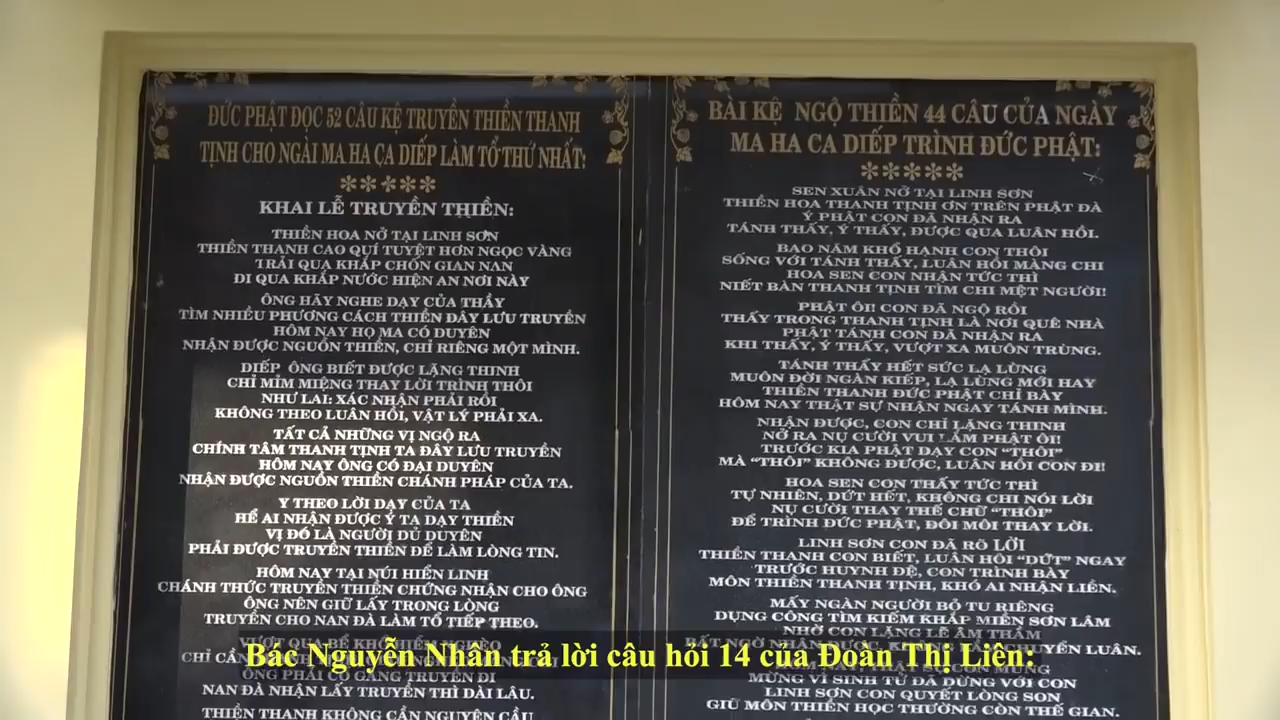 ĐỨC PHẬT ĐỌC 52 CÂU KỆ TRUYỀN THIỀN THANH
TỊNH CHO NGÀI MA HA CA DIẾP LÀM TỔ THỨ NHẤT:
KHAI LỄ TRUYỀN THIỀN:
THIỀN HOA NỞ TẠI LINH SƠN
THIỀN THANH CAO QUÍ TUYỆT HƠN NGỌC VÀNG
TRẢI QUA KHẮP CHỐN GIAN NAN
ĐI QUA KHẮP NƯỚC HIỆN AN NƠI NÀY
ÔNG HÃY NGHE DẠY CỦA THẦY
TÌM NHIỀU PHƯƠNG CÁCH THIỀN ĐÂY LƯU TRUYỀN
HÔM NAY HỌ MA CÓ DUYÊN
NHẬN ĐƯỢC NGUỒN THIỀN, CHỈ RIÊNG MỘT MÌNH.
DIẾP ÔNG BIẾT ĐƯỢC LẶNG THINH
CHỈ MỈM MIỆNG THAY LỜI TRÌNH THÔI
NHƯ LAI: XÁC NHẬN PHẢI RỒI
KHÔNG THEO LUÂN HỒI, VẬT LÝ PHẢI XA.
TẤT CẢ NHỮNG VỊ NGỘ RA
CHÍNH TÂM THANH TỊNH TA ĐÂY LƯU TRUYỀN
HÔM NAY ÔNG CÓ ĐẠI DUYÊN
NHẬN ĐƯỢC NGUỒN THIỀN CHÁNH PHÁP CỦA TA.
Y THEO LỜI DẠY CỦA TA
HỄ AI NHẬN ĐƯỢC Ý TA DẠY THIỀN
VỊ ĐÓ LÀ NGƯỜI DỦ DUYÊN
PHẢI ĐƯỢC TRUYỀN THIỀN ĐỂ LÀM LÒNG TIN.
HÔM NAY TẠI NÚI HIỂN LINH
CHÁNH THỨC TRUYỀN THIỀN CHỨNG NHẬN CHO ÔNG
ÔNG NÊN GIỮ LẤY TRONG LÒNG
TRUYỀN CHO NAN ĐÀ LÀM TỔ TIẾP THEO.
VƯỢT QUA BỂ KHỔ HIỂN NGHÈO
CHỈ CẦN
ÔNG PHẢI CỐ GẮNG TRUYỀN ĐI
NAN ĐÀ NHẬN LẤY TRUYỀN THÌ DÀI LÂU.
THIỀN THANH KHÔNG CẦN NGUYỆN CẦU
BÀI KỆ NGỘ THIỀN 44 CÂU CỦA NGÀY
MA HA CA DIẾP TRÌNH ĐỨC PHẬT:
SEN XUÂN NỞ TẠI LINH SƠN
THIỀN HOA THANH TỊNH ƠN TRÊN PHẬT ĐÀ
Ý PHẬT CON ĐÃ NHẬN RA
TÁNH THẤY, Ý THẤY, ĐƯỢC QUA LUÂN HỒI.
BAO NĂM KHỔ HẠNH CON THÔI
SỐNG VỚI TÁNH THẤY, LUÂN HỒI MÀNG CHI
HOA SEN CON NHẬN TỨC THÌ
NIẾT BÀN THANH TỊNH TÌM CHI MỆT NGƯỜI!
PHẬT ÔI! CON ĐÃ NGỘ RỒI
THẤY TRONG THANH TỊNH LÀ NƠI QUÊ NHÀ
PHẬT TÁNH CON ĐÃ NHẬN RA
KHI THẤY, Ý THẤY, VƯỢT XA MUÔN TRÙNG.
TÁNH THẤY HẾT SỨC LẠ LÙNG
MUÔN ĐỜI NGÀN KIẾP, LẠ LÙNG MỚI HAY
THIỀN THANH ĐỨC PHẬT CHỈ BÀY
HÔM NAY THẬT SỰ NHẬN NGAY TÁNH MÌNH.
NHẬN ĐƯỢC, CON CHỈ LẶNG THINH
NỞ RA NỤ CƯỜI VUI LẮM PHẬT ÔI!
TRƯỚC KIA PHẬT DẠY CON "THÔI"
MÀ "THÔI" KHÔNG ĐƯỢC, LUÂN HỒI CON ĐI!
HOA SEN CON THẤY TỨC THÌ
TỰ NHIÊN, DỨT HẾT, KHÔNG CHI NÓI LỜI
NỤ CƯỜI THAY THẾ CHỮ "THÔI"
ĐỂ TRÌNH ĐỨC PHẬT, ĐÔI MÔI THAY LỜI.
LINH SƠN CON ĐÃ RÕ LỜI
THIỀN THANH CON BIẾT, LUÂN HỒI "DỨT" NGAY
TRƯỚC HUYNH ĐỆ, CON TRÌNH BÀY
MÔN THIỀN THANH TỊNH, KHÓ AI NHẬN LIỀN.
MẤY NGÀN NGƯỜI BỎ TU RIÊNG
DỤNG CÔNG TÌM KIẾM KHẮP MIỀN SƠN LÂM
NHỜ CON LẶNG LẼ ÂM THẦM
BẤT NGỜ NHẬN ĐƯỢC, CHUYỂN LUÂN.
SỰ CON MỪNG
MỪNG VÌ SINH TỬ ĐÃ DỪNG VỚI CON
LINH SƠN CON QUYẾT LÒNG SON
GIỮ MÔN THIỀN HỌC THƯỜNG CÒN THẾ GIAN.
Bác Nguyễn Nhân trả lời câu hỏi 14 của Đoàn Thị Liên: